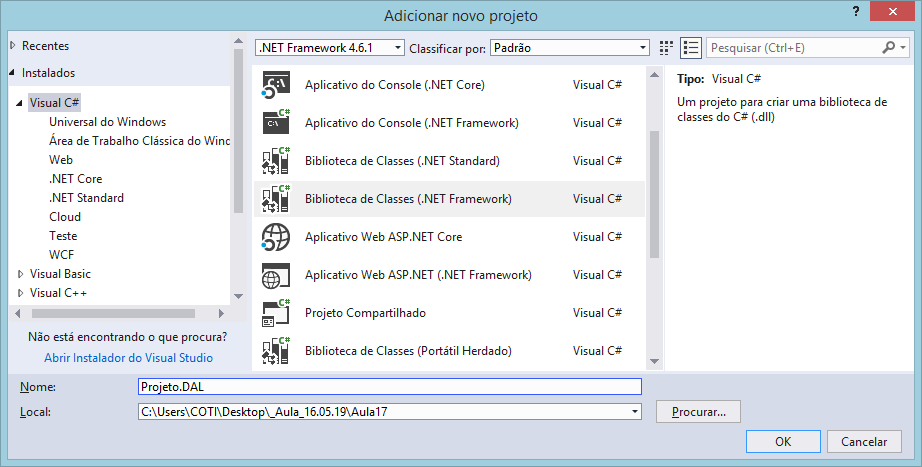 Adicionar novo projeto
?
Recentes
Instalados
Visual C#
Universal do Windows
Área de Trabalho Clássica do Wind
Web
.NET Core
.NET Standard
Cloud
Teste
WCF
Visual Basic
Visual C++
Não está encontrando o que procura?
Abrir Instalador do Visual Studio
.NET Framework 4.6.1 Classificar por: Padrão
Aplicativo do Console (.NET Core) Visual C#
Aplicativo do Console (.NET Framework) Visual C#
Biblioteca de Classes (.NET Standard) Visual C#
Biblioteca de Classes (.NET Framework) Visual C#
Aplicativo Web ASP.NET Core Visual C#
Aplicativo Web ASP.NET (.NET Framework) Visual C#
Projeto Compartilhado Visual C#
Biblioteca de Classes (Portátil Herdado) Visual C#
Pesquisar (Ctrl+E)
Tipo: Visual C#
Um projeto para criar uma biblioteca de
classes do C# (.dll)
Nome: Projeto.DAL
Local: C:\Users\COTI\Desktop\_Aula_16.05.19\Aula17 Procurar...
OK Cancelar